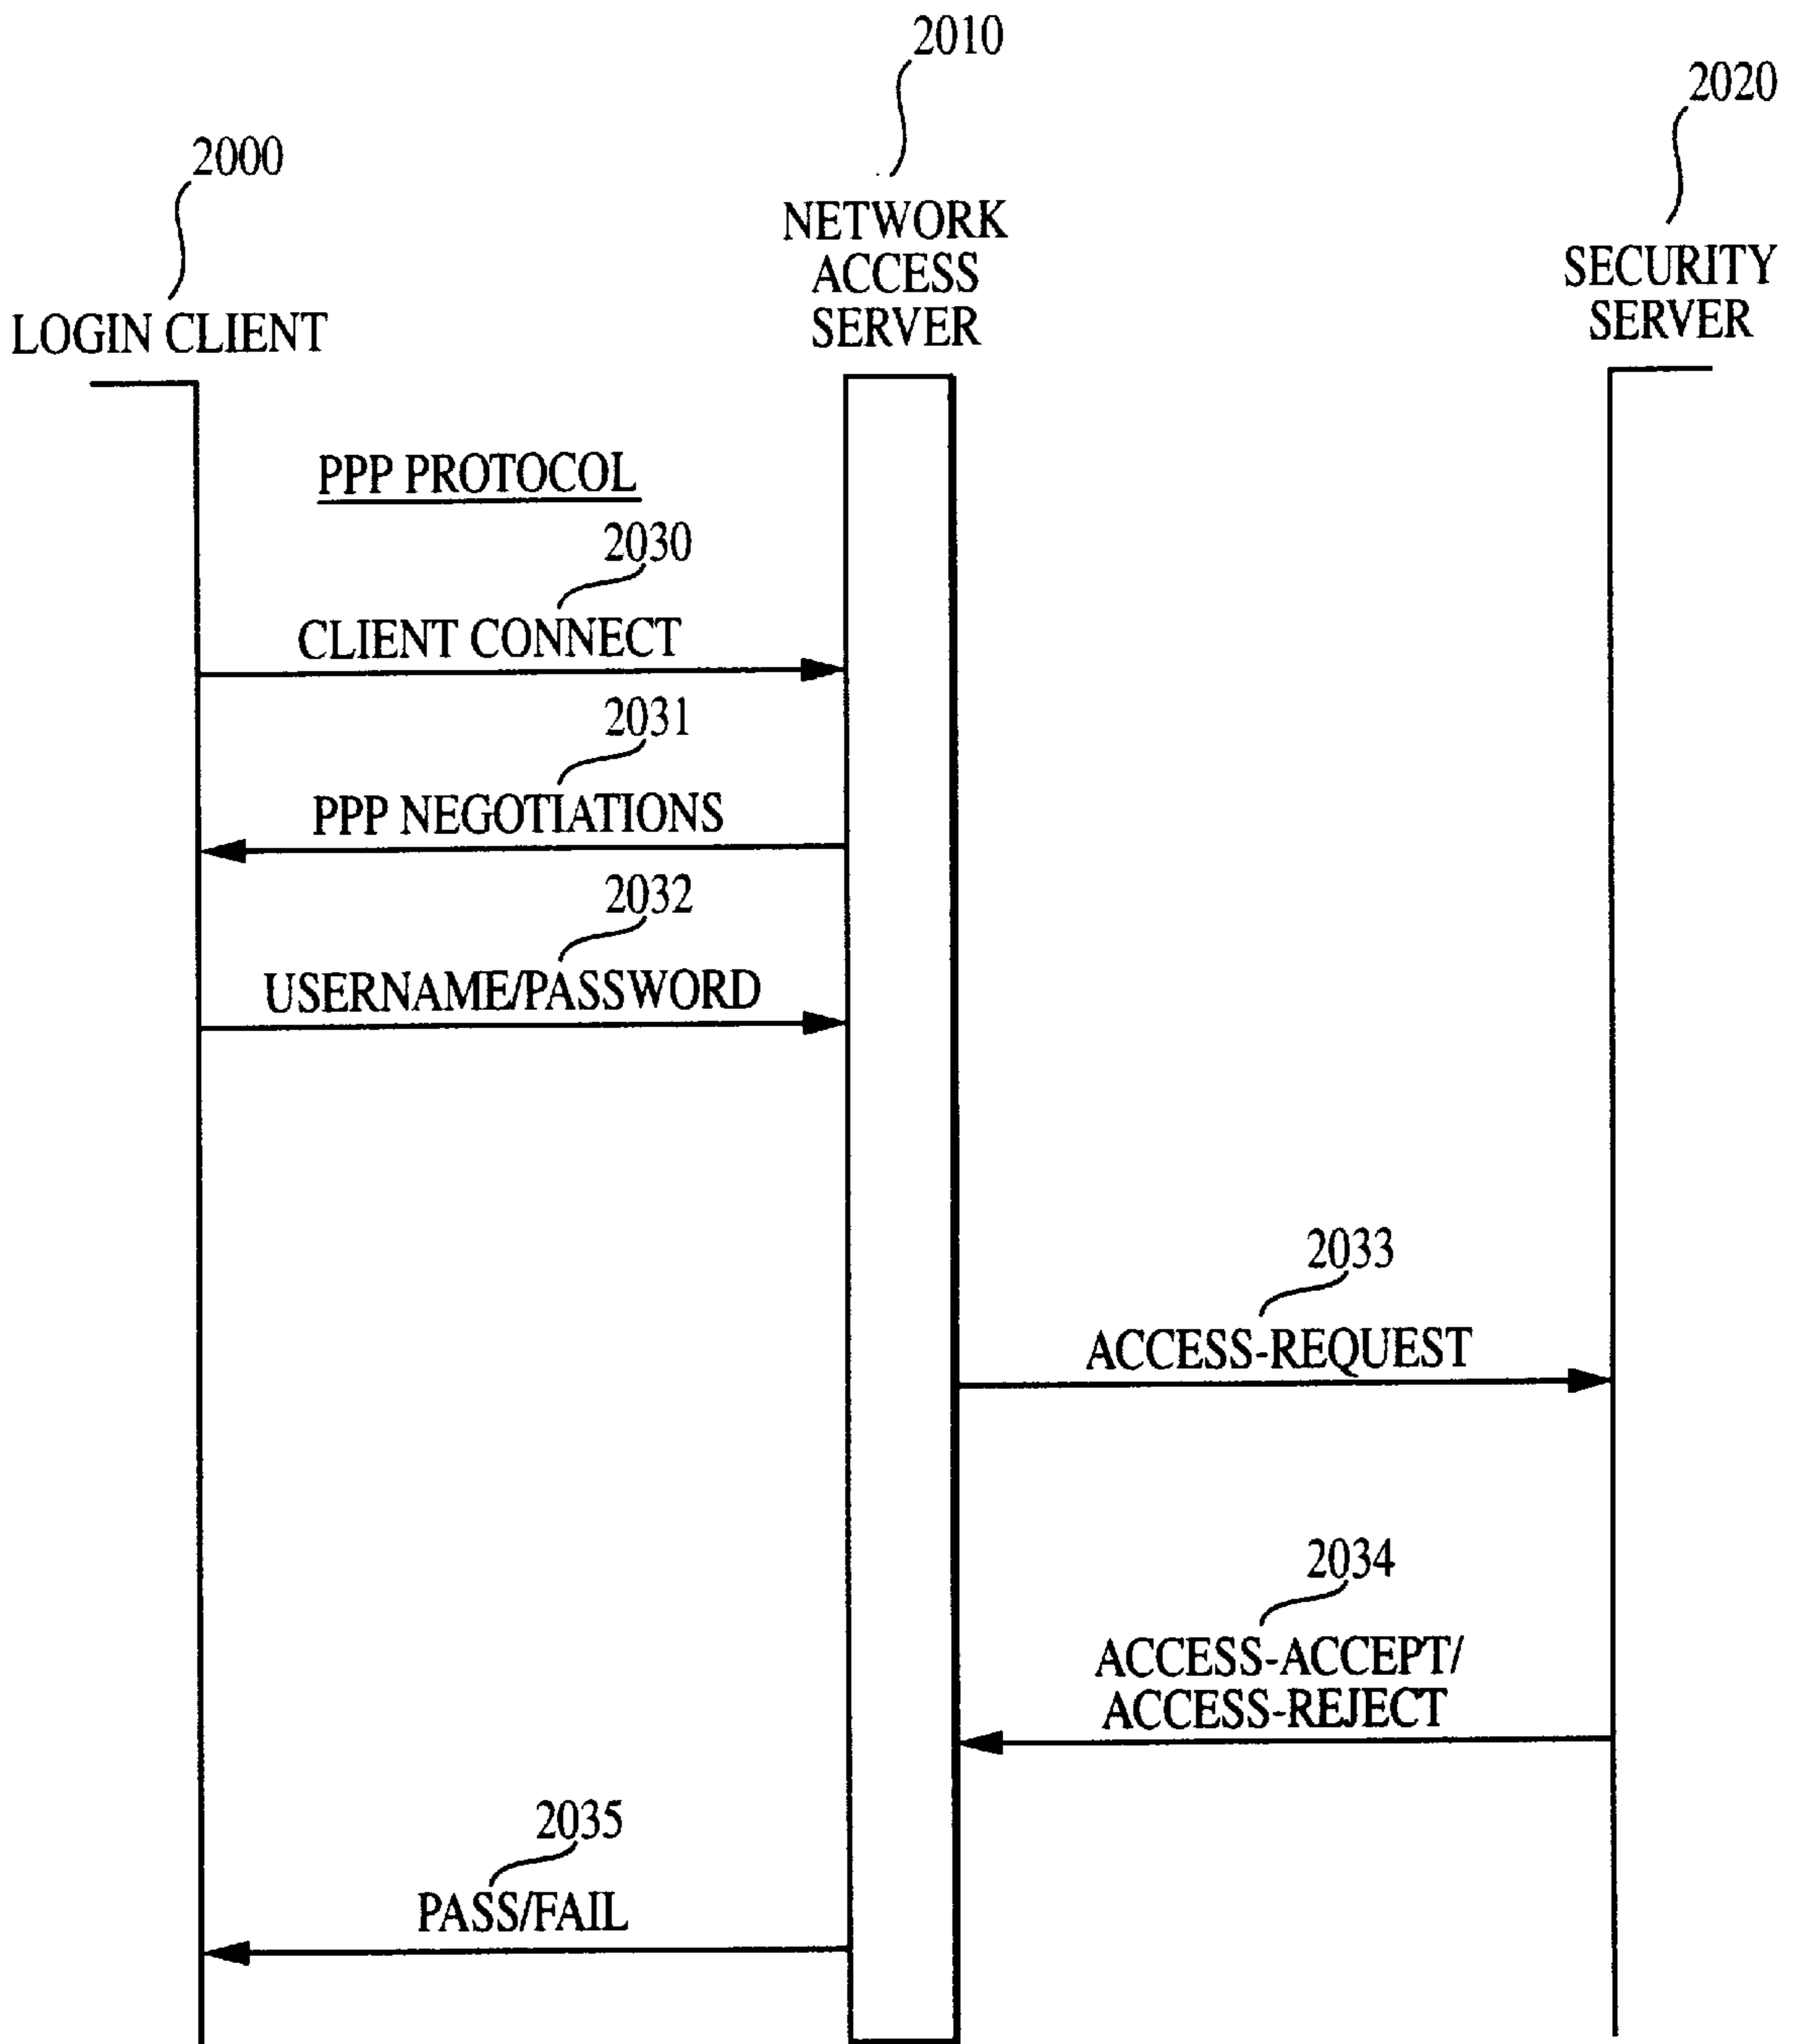 2010
2020
2000
NETWORK
ACCESS
SERVER
SECURITY
SERVER
LOGIN CLIENT
PPP PROTOCOL
2030
CLIENT CONNECT
2031
PPP NEGOTIATIONS
2032
USERNAME/PASSWORD
2033
ACCESS-REQUEST
2034
ACCESS-ACCEPT/
ACCESS-REJECT
2035
PASS/FAIL